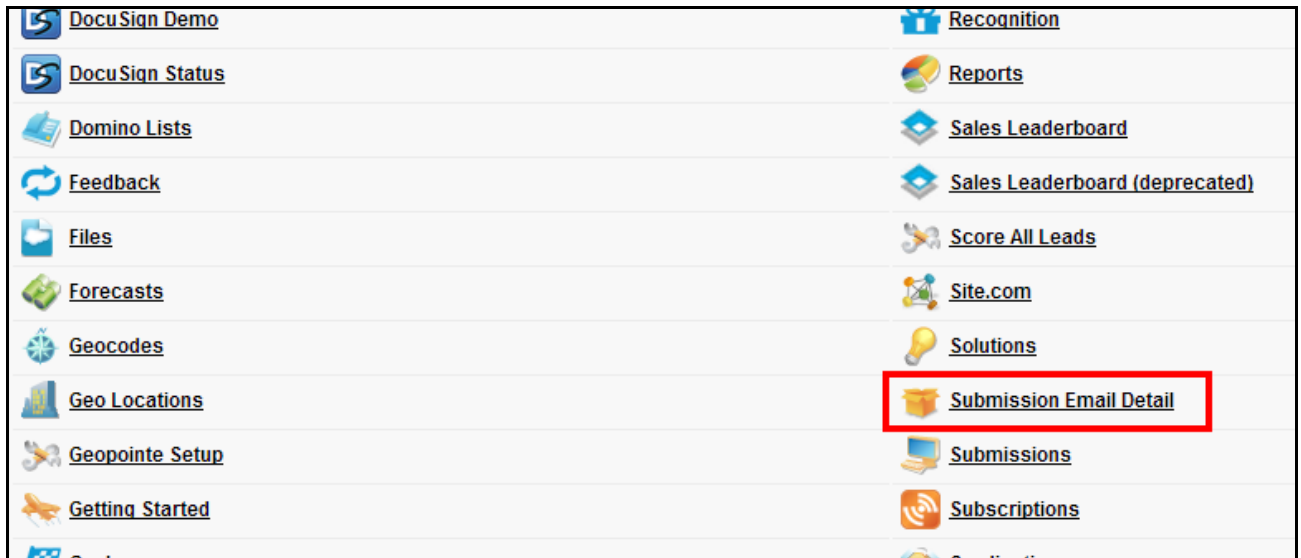 DocuSign Demo
Recognition
DocuSign Status
Reports
Domino Lists
Sales Leaderboard
Feedback
Sales Leaderboard (deprecated)
Files
Score All Leads
Forecasts
Site.com
Geocodes
Solutions
Geo Locations
Submission Email Detail
Geopointe Setup
Submissions
Getting Started
Subscriptions